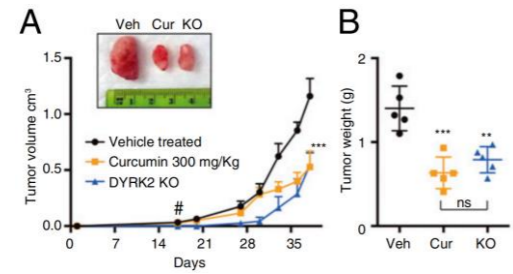 A
Veh Cur KO
Tumor volume cm³
1.5
1.0
0.5
0.0
Vehicle treated
Curcumin 300 mg/Kg
DYRK2 KO
#
***
0 7 14 21 28 35
Days
B
Tumor weight (g)
2
1
0
***
**
ns
Veh Cur KO